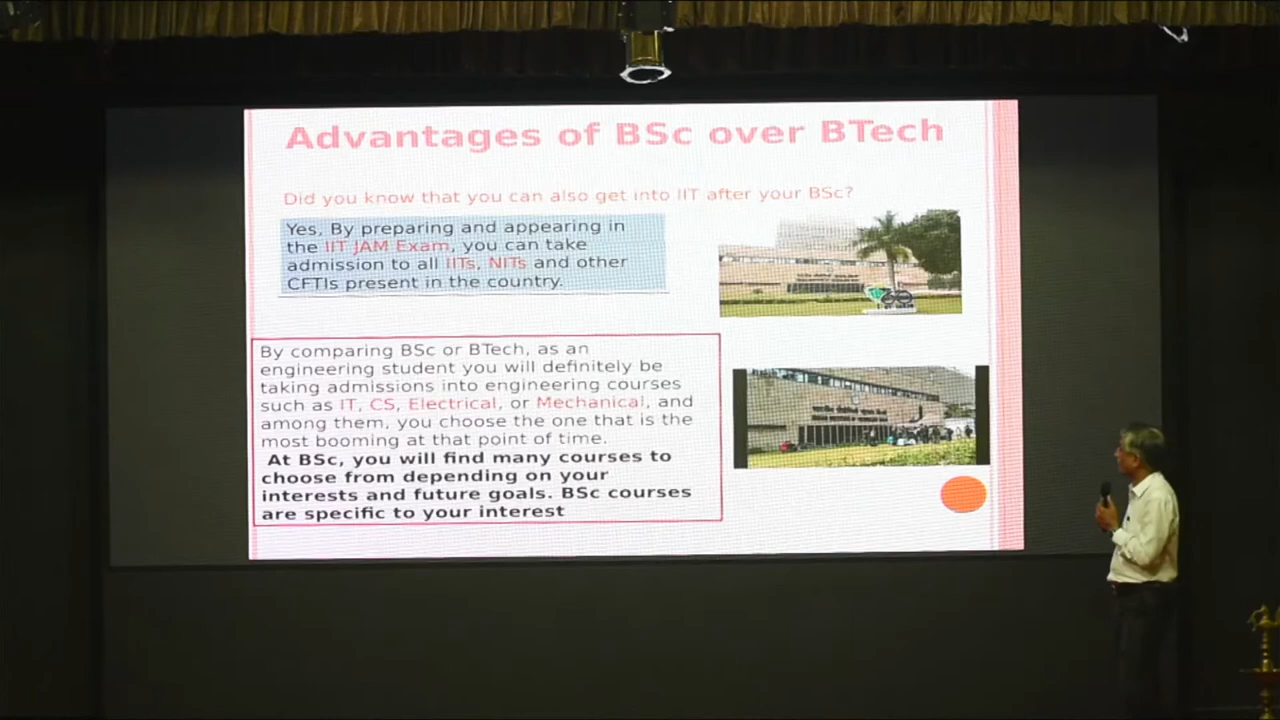 Advantages of BSc over BTech
Did you know that you can also get into IIT after your BSc?
Yes, By preparing and appearing in
the IIT JAM Exam, you can take
admission to all IITs, NITs and other
CFTIs present in the country.
By comparing BSc or BTech, as an
engineering student you will definitely be
taking admissions into engineering courses
such as IT, CS, Electrical, or Mechanical, and
among them, you choose the one that is the
most booming at that point of time.
At BSc, you will find many courses to
choose from depending on your
interests and future goals. BSc courses
are specific to your interest